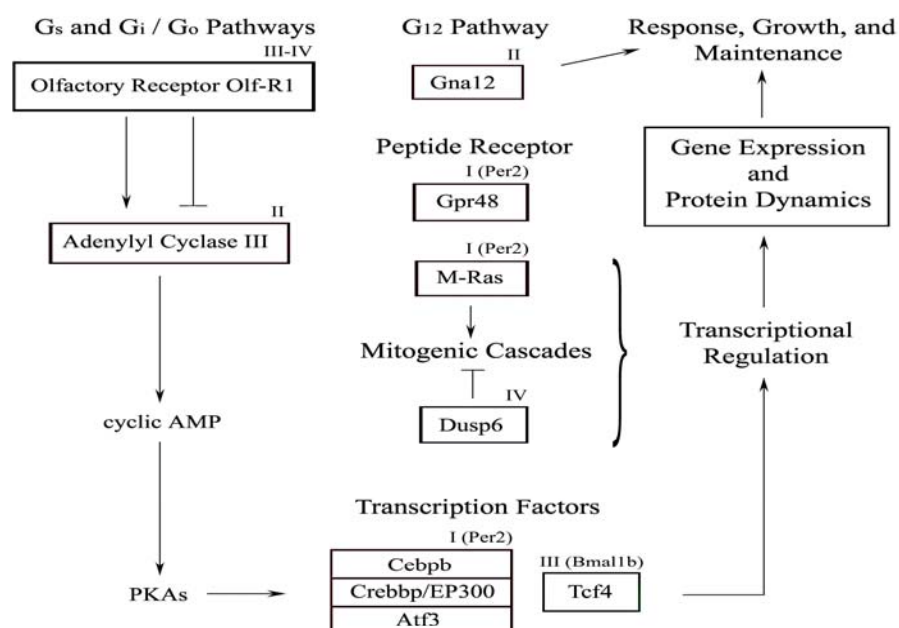 Gs and Gi / Go Pathways
III-IV
Olfactory Receptor Olf-R1
II
Adenylyl Cyclase III
cyclic AMP
PKAs
G12 Pathway
II
Gna12
Peptide Receptor
I (Per2)
Gpr48
I (Per2)
M-Ras
Mitogenic Cascades
IV
Dusp6
Transcription Factors
I (Per2)
Cebpb
Crebbp/EP300
Atf3
III (Bmal1b)
Tcf4
Response, Growth, and
Maintenance
Gene Expression
and
Protein Dynamics
Transcriptional
Regulation